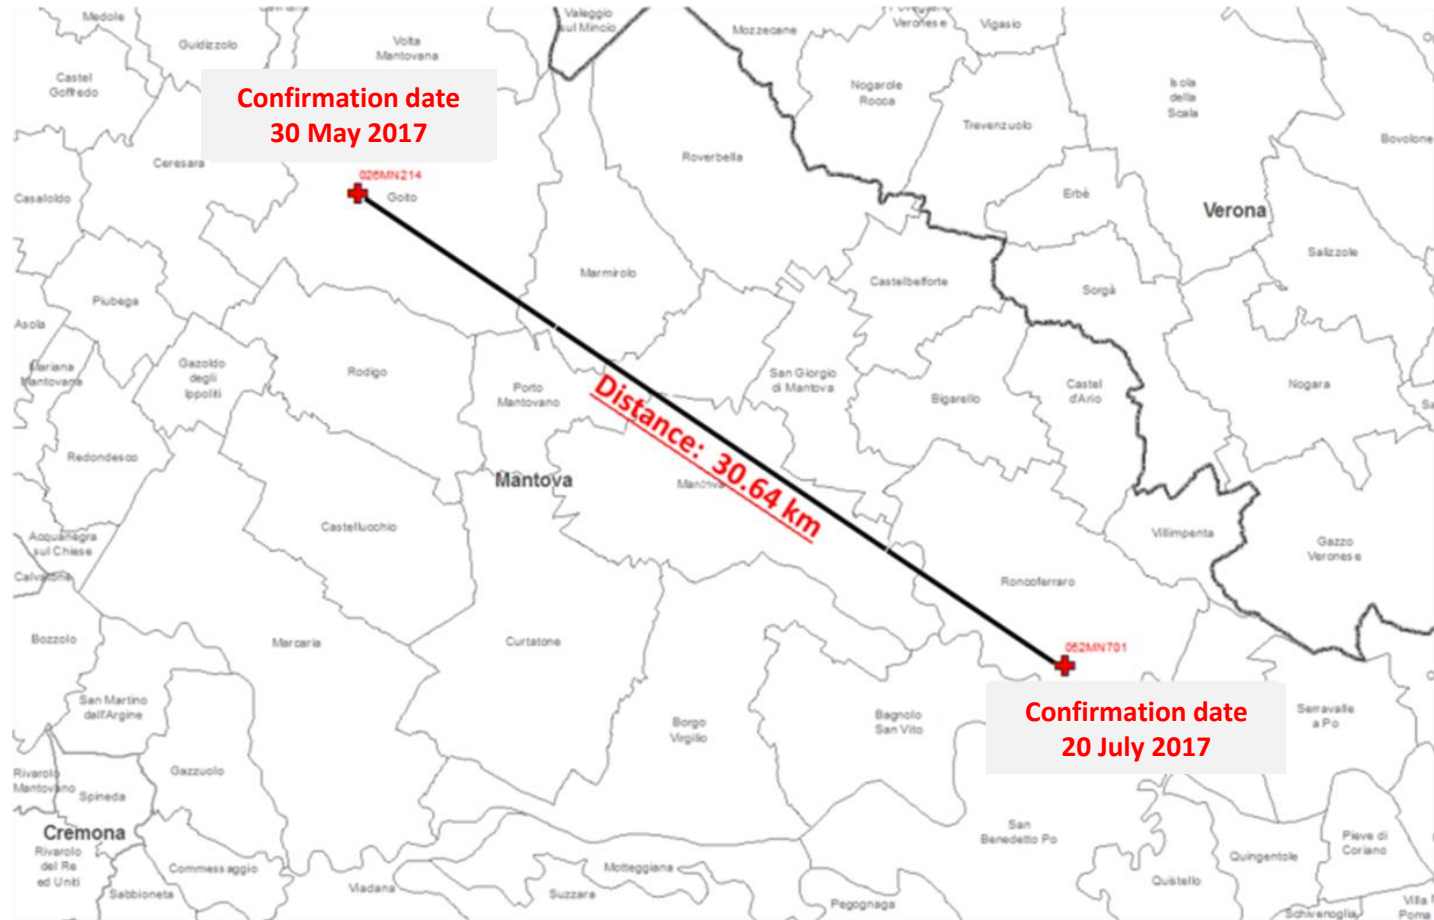 Medole
Guidizzolo
Volta
Mantovana
Valeggio
sul Mincio
Mozzecane
Veronese
Vigasio
Castel
Goffredo
Confirmation date
30 May 2017
Nogarole
Rocca
Isola
della
Scala
Trevenzuolo
Bovolone
Ceresara
Roverbella
026MN214
Goito
Casaloldo
Erbè
Verona
Salizzole
Marmirolo
Castelbelforte
Sorgà
Piubega
Asola
Mariana
Mantovana
Gazoldo
degli
Ippoliti
Rodigo
Porto
Mantovano
San Giorgio
di Mantova
Bigarello
Castel
d'Ario
Nogara
Distance: 30.64 km
Redondesco
Mantova
Mantova
Castellucchio
Acquanegra
sul Chiese
Villimpenta
Gazzo
Veronese
Calvatone
Roncoferraro
Bozzolo
Marcaria
Curtatone
052MN701
San Martino
dall'Argine
Borgo
Virgilio
Bagnolo
San Vito
Confirmation date
20 July 2017
Serravalle
a Po
Rivarolo
Mantovano
Gazzuolo
Spineda
Cremona
San
Benedetto Po
Pieve di
Coriano
Rivarolo
del Re
ed Uniti
Commessaggio
Sabbioneta
Viadana
Motteggiana
Suzzara
Pegognaga
Quingentole
Quistello
Schivenoglia
Villa
Poma